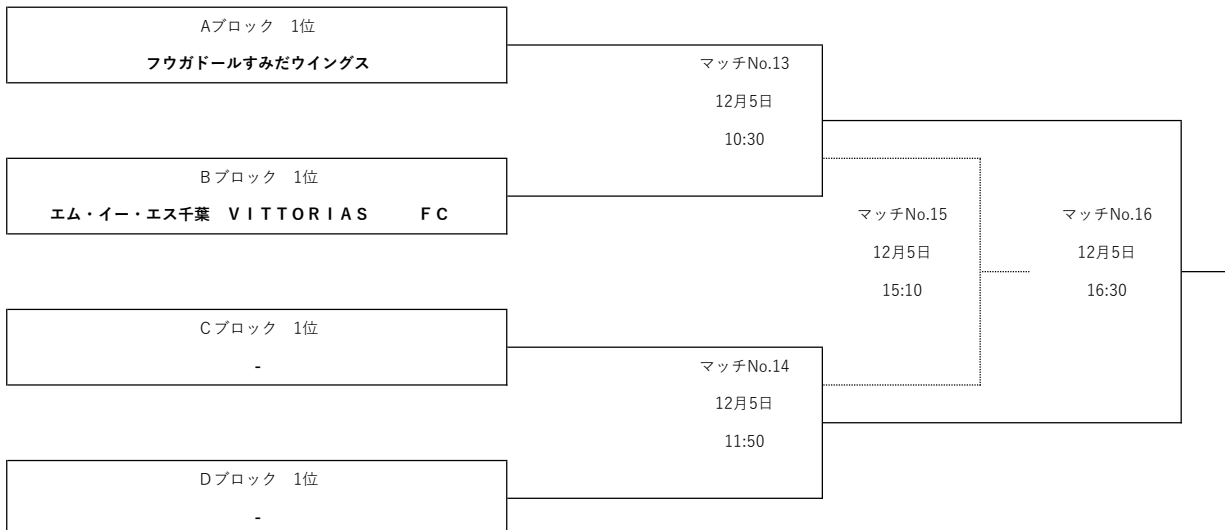 Aブロック　1位
フウガドールすみだウイングス
マッチNo.13
12月5日
10:30
Bブロック　1位
エム・イー・エス千葉　ＶＩＴＴＯＲＩＡＳ　　ＦＣ
マッチNo.15
12月5日
15:10
マッチNo.16
12月5日
16:30
Cブロック　1位
-
マッチNo.14
12月5日
11:50
Dブロック　1位
-